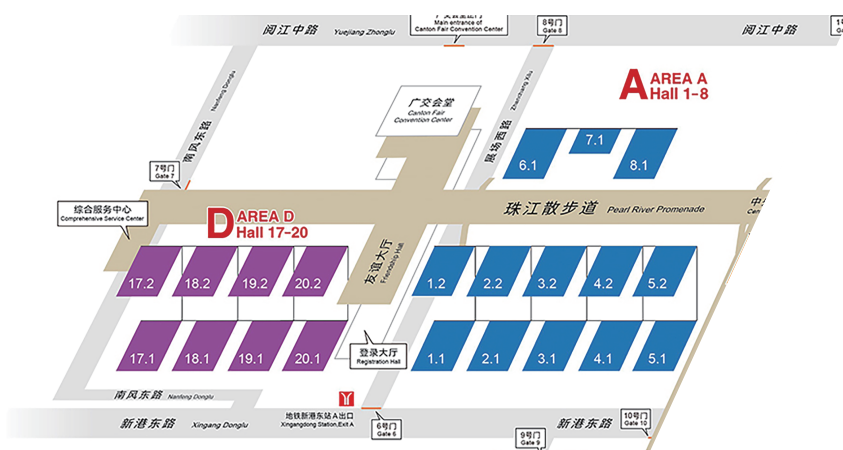 阅江中路
Yuejiang Zhonglu
Main entrance of
Canton Fair Convention Center
8号门
Gate 8
阅江中路
南风东路
Nanfeng Donglu
展场西路
Zhanchang Xilu
A AREA A
Hall 1-8
广交会堂
Canton Fair
Convention Center
6.1
7.1
8.1
7号门
Gate 7
综合服务中心
Comprehensive Service Center
D AREA D
Hall 17-20
珠江散步道
Pearl River Promenade
友谊大厅
Friendship Hall
17.2
18.2
19.2
20.2
1.2
2.2
3.2
4.2
5.2
17.1
18.1
19.1
20.1
登录大厅
Registration Hall
1.1
2.1
3.1
4.1
5.1
南风东路
Nanfeng Donglu
新港东路
Xingang Donglu
地铁新港东站A出口
Xingangdong Station,Exit A
6号门
Gate 6
9号门
Gate 9
新港东路
10号门
Gate 10